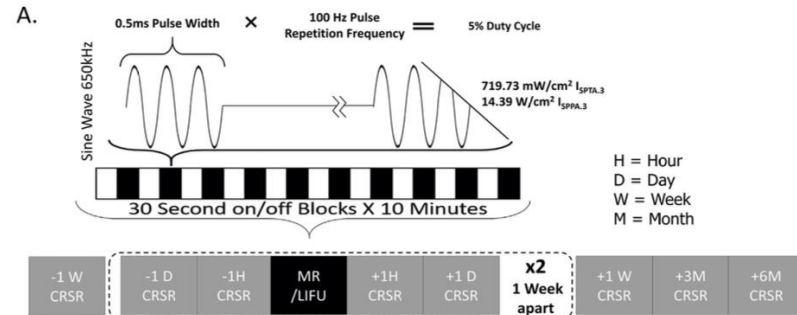 A.
0.5ms Pulse Width × 100 Hz Pulse Repetition Frequency = 5% Duty Cycle
Sine Wave 650kHz
719.73 mW/cm² ISPTA.3
14.39 W/cm² ISPPA.3
30 Second on/off Blocks X 10 Minutes
H = Hour
D = Day
W = Week
M = Month
-1 W CRSR
-1 D CRSR
-1H CRSR
MR /LIFU
+1H CRSR
+1 D CRSR
x2 1 Week apart
+1 W CRSR
+3M CRSR
+6M CRSR